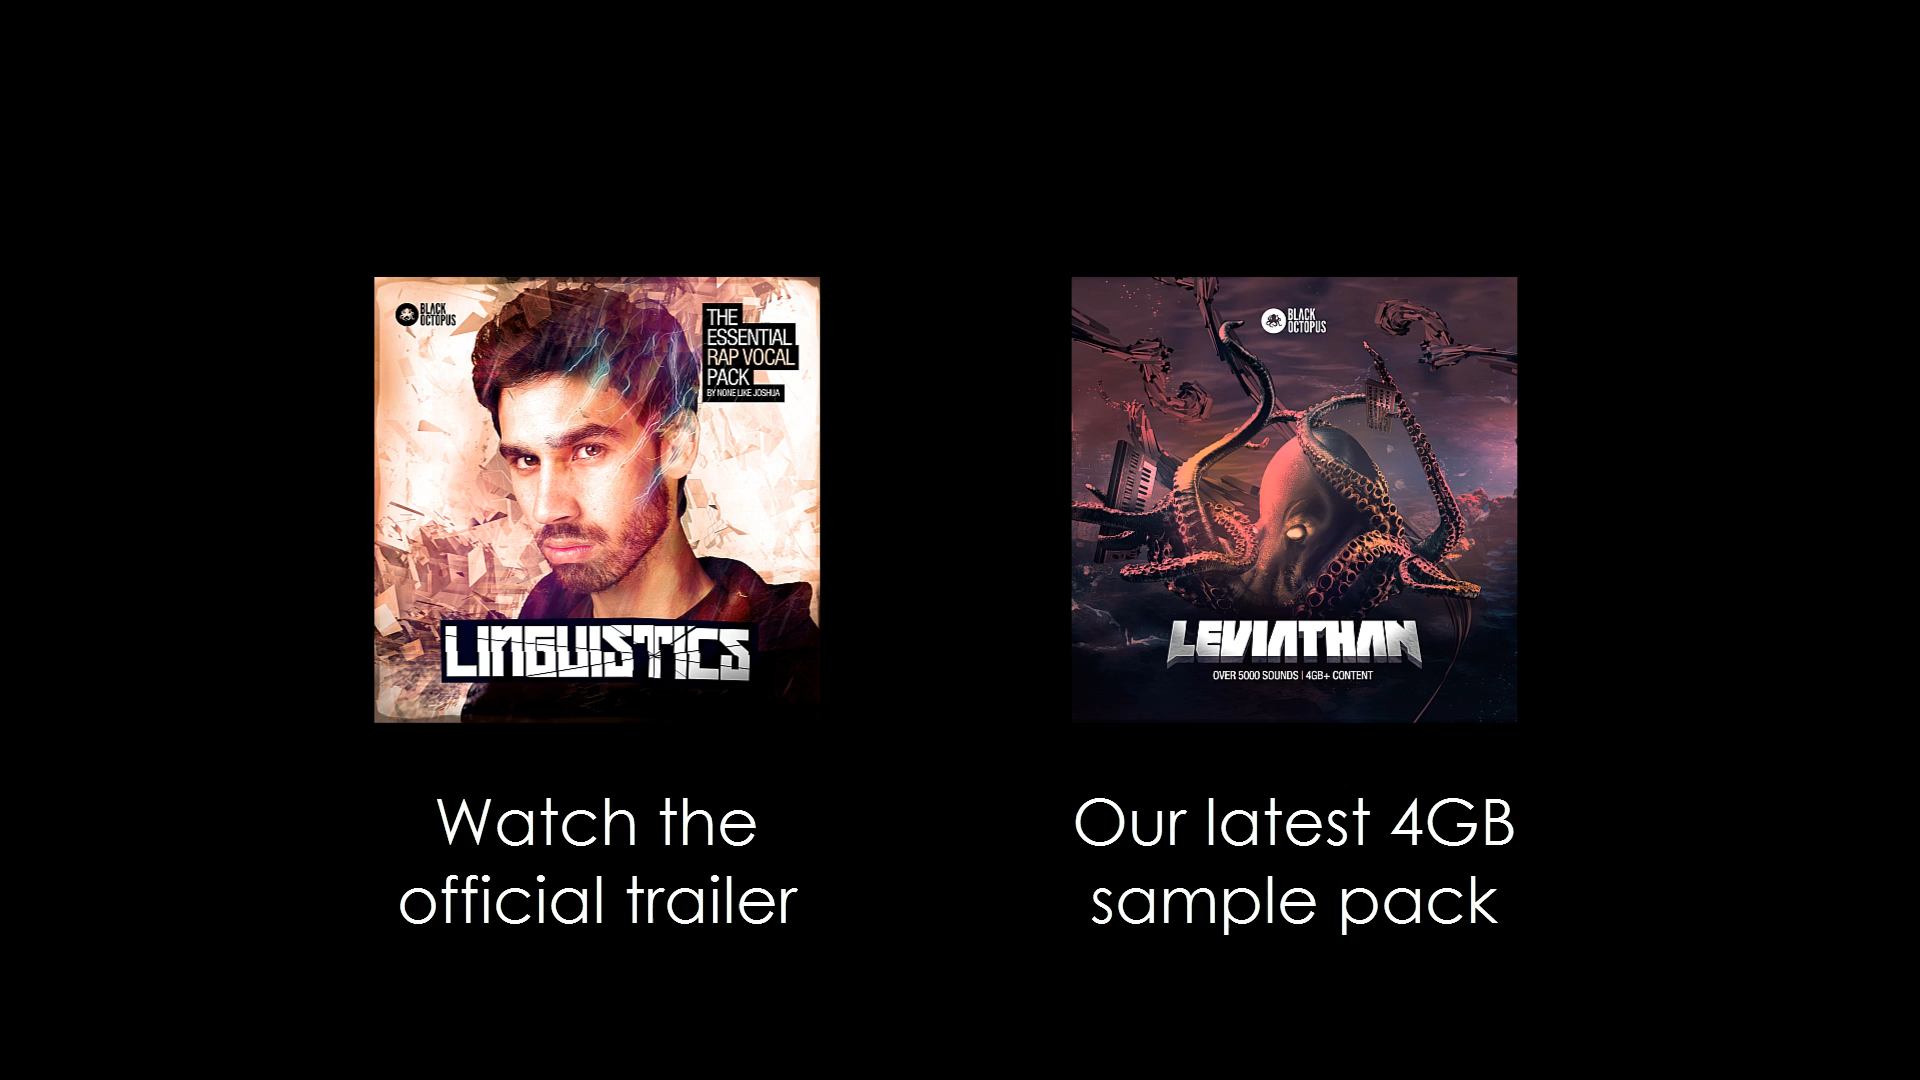 BLACK
OCTOPUS
THE
ESSENTIAL
RAP VOCAL
PACK
BY NONE LIKE JOSHUA
LINGUISTICS
Watch the
official trailer
BLACK
OCTOPUS
LEVIATHAN
OVER 5000 SOUNDS | 4GB+ CONTENT
Our latest 4GB
sample pack